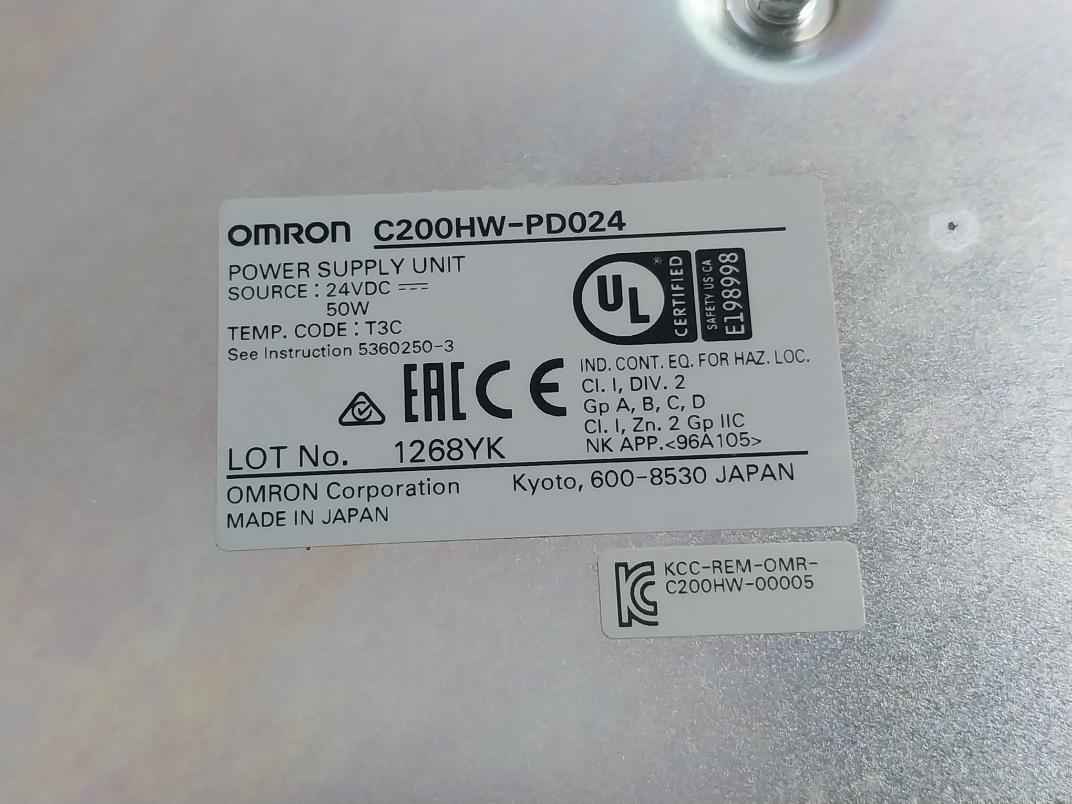 OMRON C200HW-PD024
POWER SUPPLY UNIT
SOURCE : 24VDC ⎓
50W
TEMP. CODE : T3C
See Instruction 5360250-3
UL ® CERTIFIED
SAFETY US CA
E198998
EAC CE
IND. CONT. EQ. FOR HAZ. LOC.
Cl. I, DIV. 2
Gp A, B, C, D
Cl. I, Zn. 2 Gp IIC
NK APP.<96A105>
LOT No. 1268YK
OMRON Corporation Kyoto, 600-8530 JAPAN
MADE IN JAPAN
KC KCC-REM-OMR-
C200HW-00005